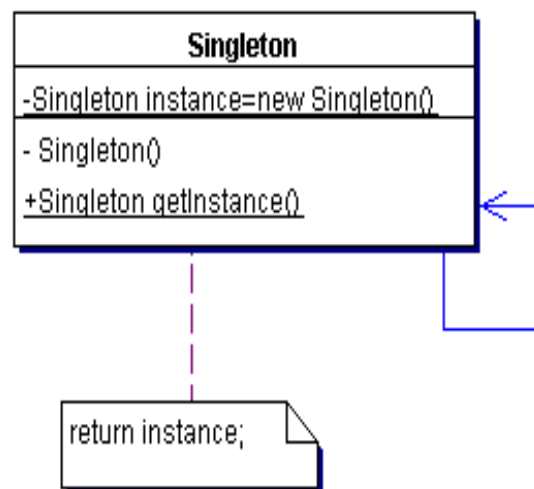 Singleton
-Singleton instance=new Singleton()
- Singleton()
+Singleton getInstance()
return instance;